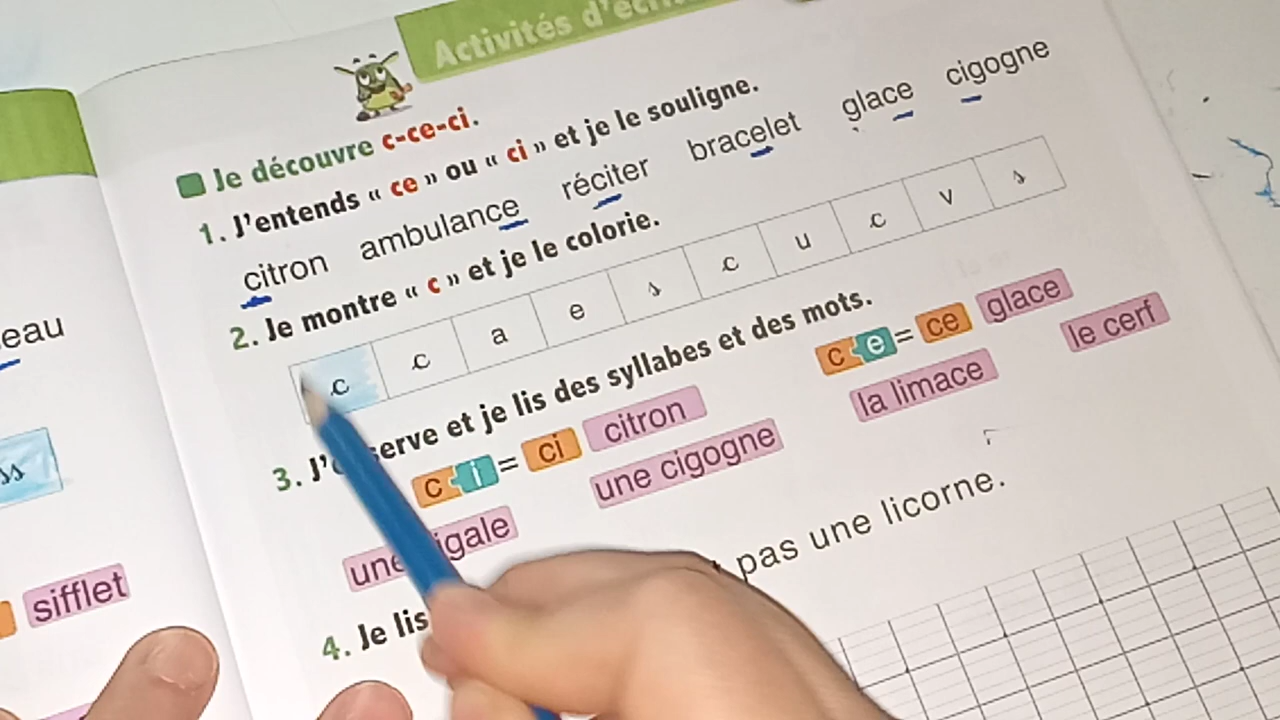 eau
ss
sifflet
Activités d'écri
Je découvre c-ce-ci.
1. J'entends « ce » ou « ci » et je le souligne.
citron ambulance réciter bracelet glace cigogne
2. Je montre « c » et je le colorie.
c c a e s c u c v s
3. J' serve et je lis des syllabes et des mots.
c i = ci citron
une cigogne
une igale
c e = ce glace
la limace
le cerf
4. Je lis
pas une licorne.